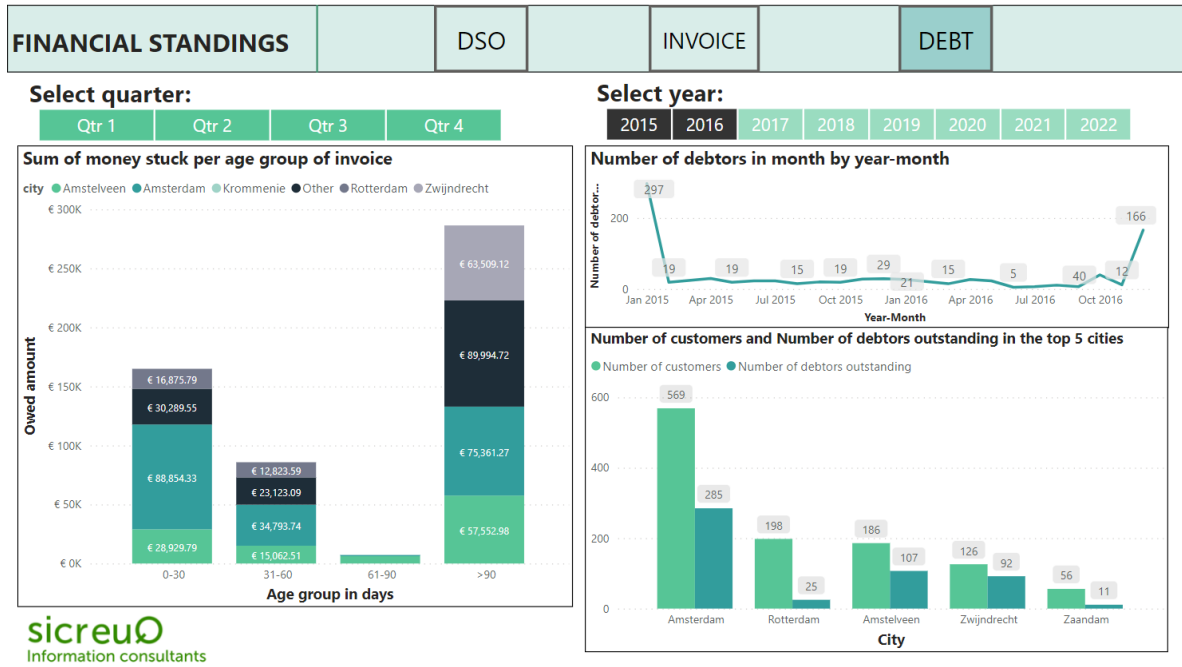 FINANCIAL STANDINGS
DSO
INVOICE
DEBT
Select quarter:
Qtr 1 Qtr 2 Qtr 3 Qtr 4
Select year:
2015 2016 2017 2018 2019 2020 2021 2022
Sum of money stuck per age group of invoice
city Amstelveen Amsterdam Krommenie Other Rotterdam Zwijndrecht
Owed amount
€ 300K
€ 250K
€ 200K
€ 150K
€ 100K
€ 50K
€ 0K
€ 16,875.79
€ 30,289.55
€ 88,854.33
€ 28,929.79
€ 12,823.59
€ 23,123.09
€ 34,793.74
€ 15,062.51
€ 63,509.12
€ 89,994.72
€ 75,361.27
€ 57,552.98
0-30 31-60 61-90 >90
Age group in days
Number of debtors in month by year-month
Number of debtor...
200
0
297 19 19 15 19 29 21 15 5 40 12 166
Jan 2015 Apr 2015 Jul 2015 Oct 2015 Jan 2016 Apr 2016 Jul 2016 Oct 2016
Year-Month
Number of customers and Number of debtors outstanding in the top 5 cities
Number of customers Number of debtors outstanding
600
400
200
0
569 285 198 25 186 107 126 92 56 11
Amsterdam Rotterdam Amstelveen Zwijndrecht Zaandam
City
sicreuQ
Information consultants